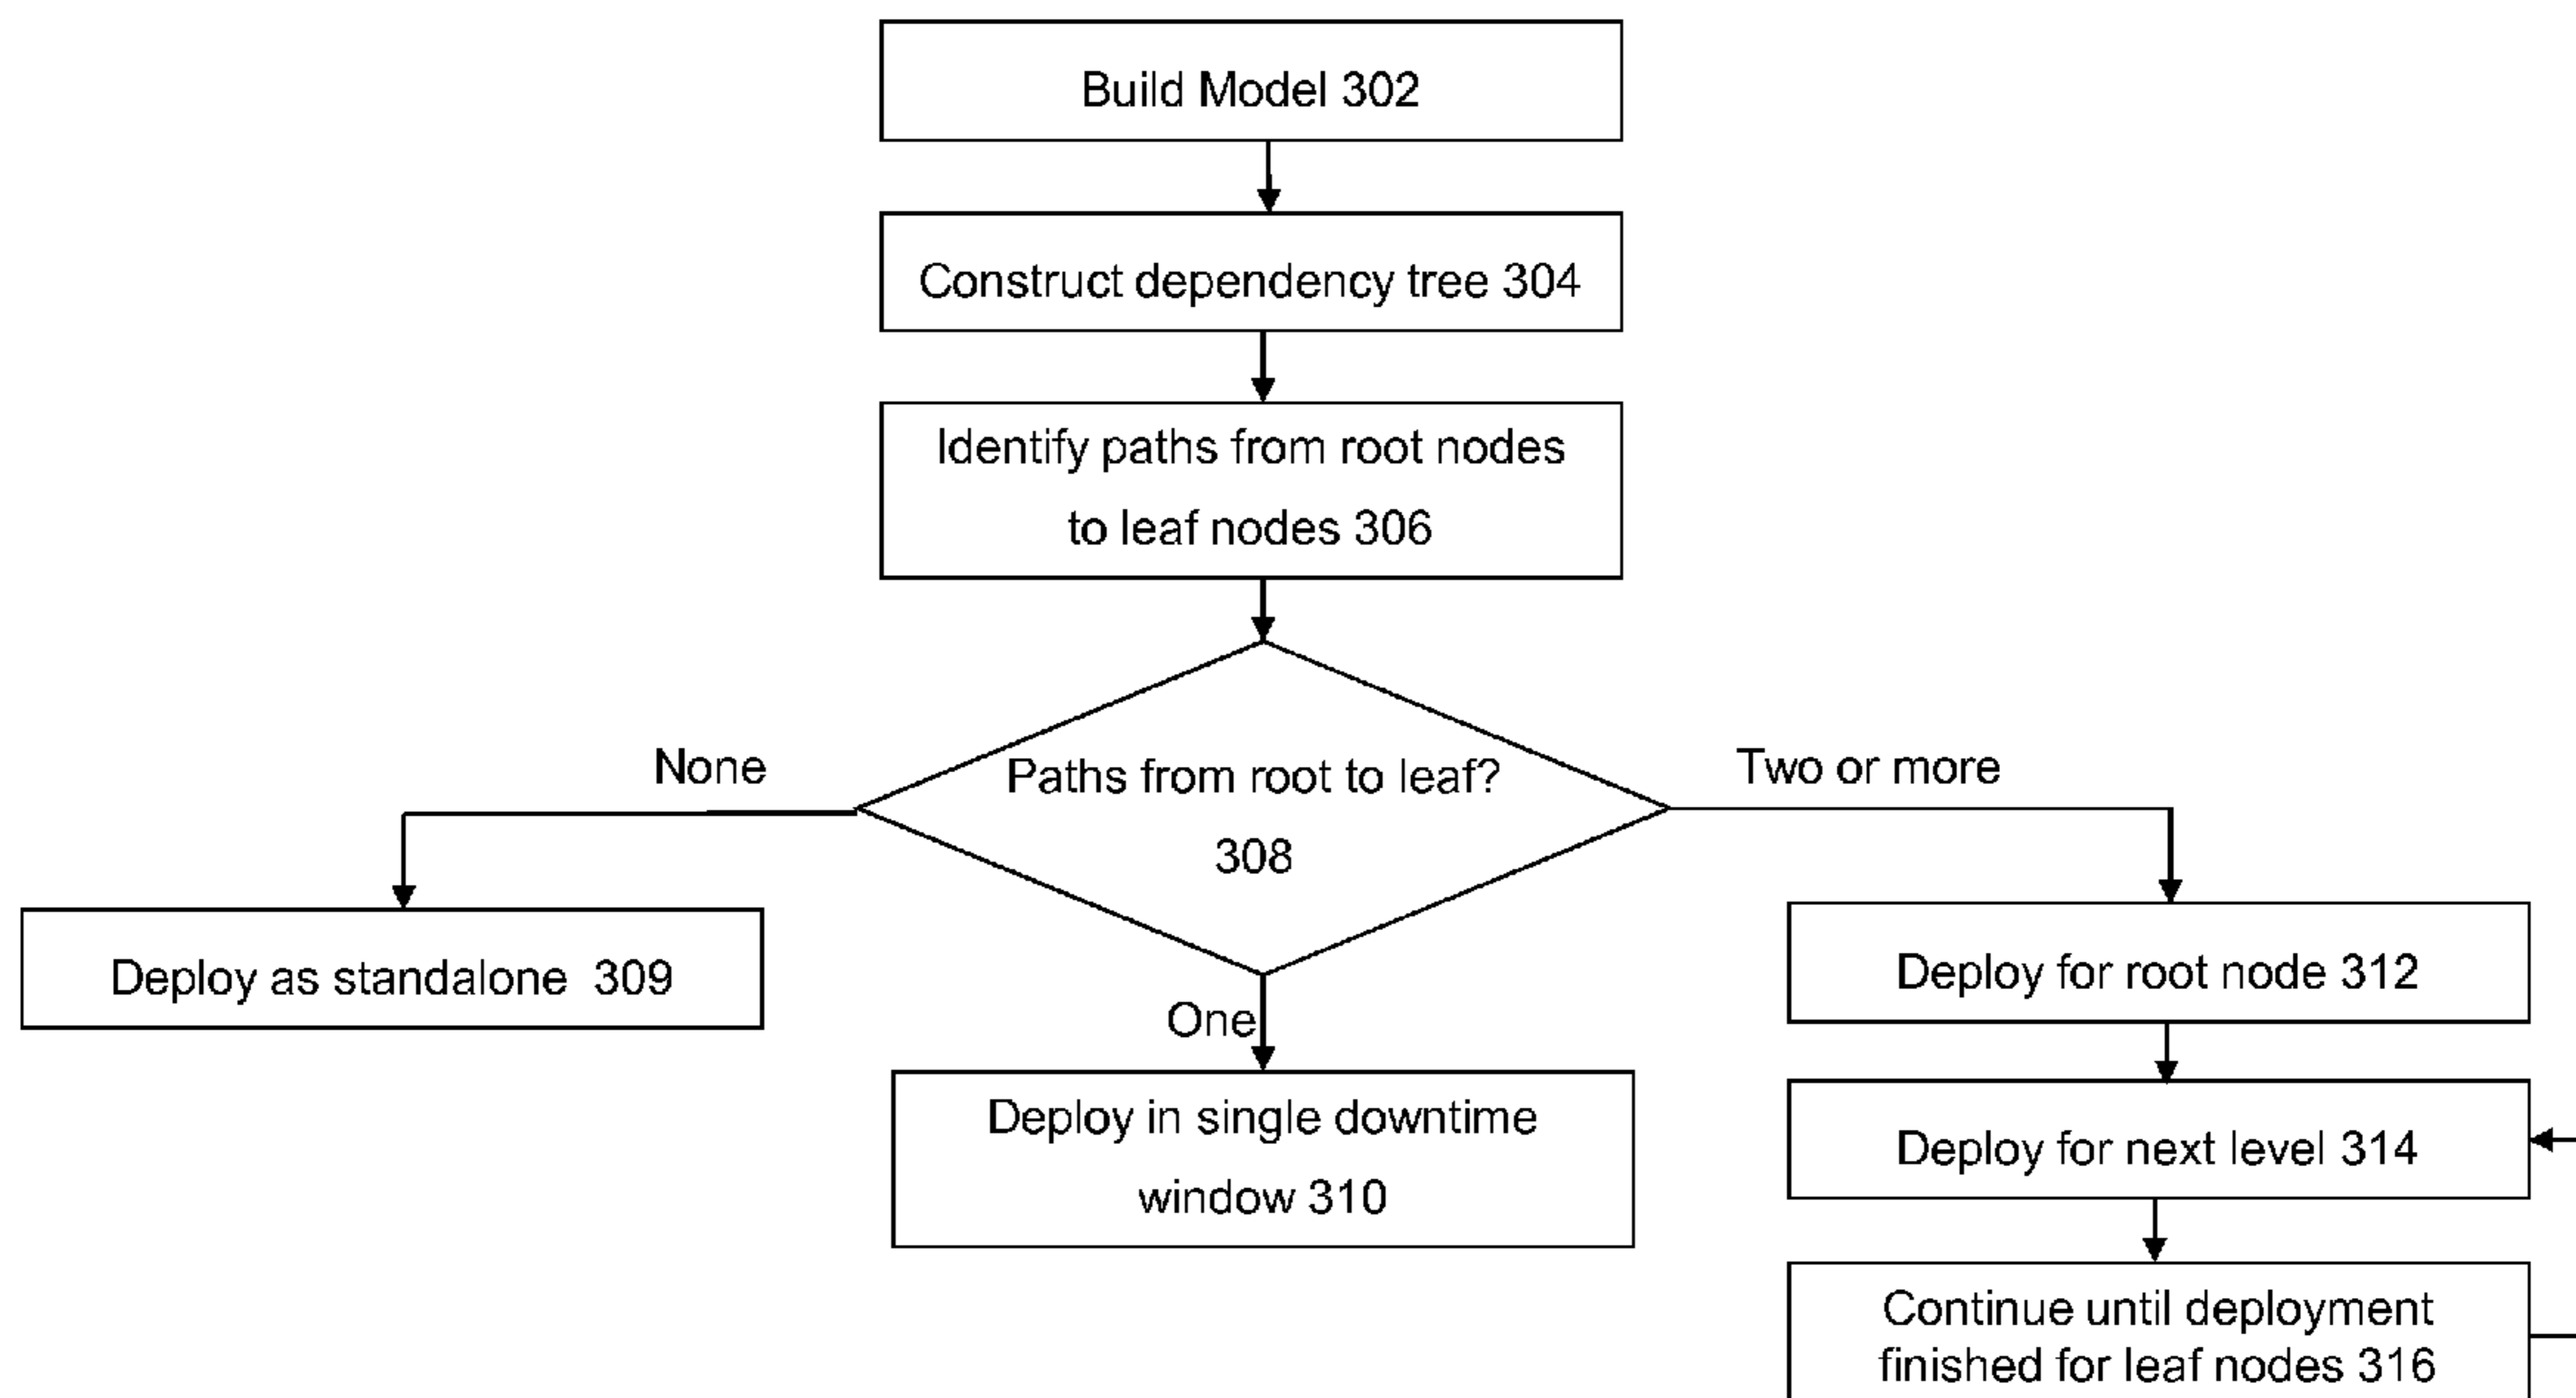 Build Model 302
Construct dependency tree 304
Identify paths from root nodes
to leaf nodes 306
None
Paths from root to leaf?
308
Two or more
Deploy as standalone 309
One
Deploy in single downtime
window 310
Deploy for root node 312
Deploy for next level 314
Continue until deployment
finished for leaf nodes 316